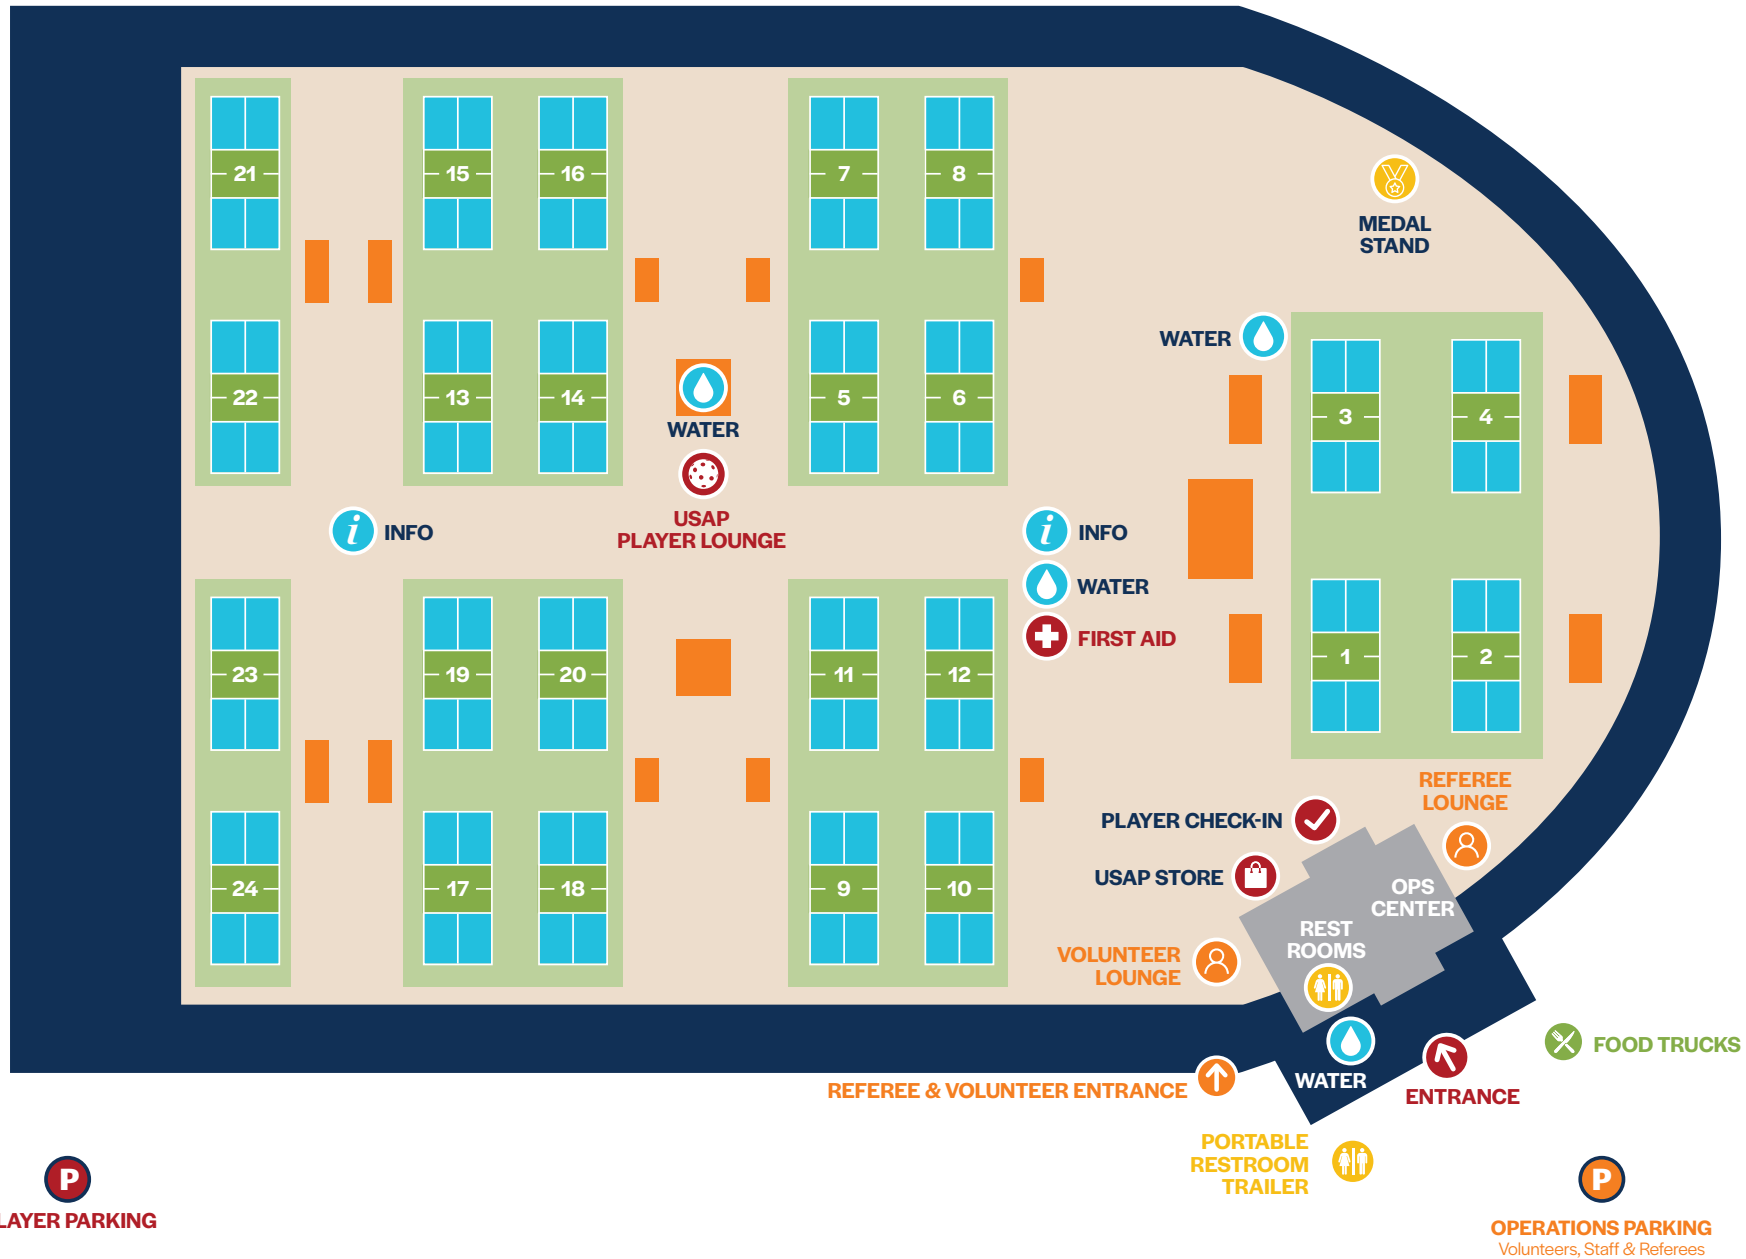 21
15
16
7
8
MEDAL
STAND
WATER
22
13
14
5
6
3
4
WATER
USAP
PLAYER LOUNGE
i
INFO
i
INFO
WATER
FIRST AID
23
19
20
11
12
1
2
REFEREE
LOUNGE
PLAYER CHECK-IN
USAP STORE
24
17
18
9
10
OPS
CENTER
REST
ROOMS
VOLUNTEER
LOUNGE
WATER
REFEREE & VOLUNTEER ENTRANCE
ENTRANCE
FOOD TRUCKS
PORTABLE
RESTROOM
TRAILER
P
LAYER PARKING
P
OPERATIONS PARKING
Volunteers, Staff & Referees